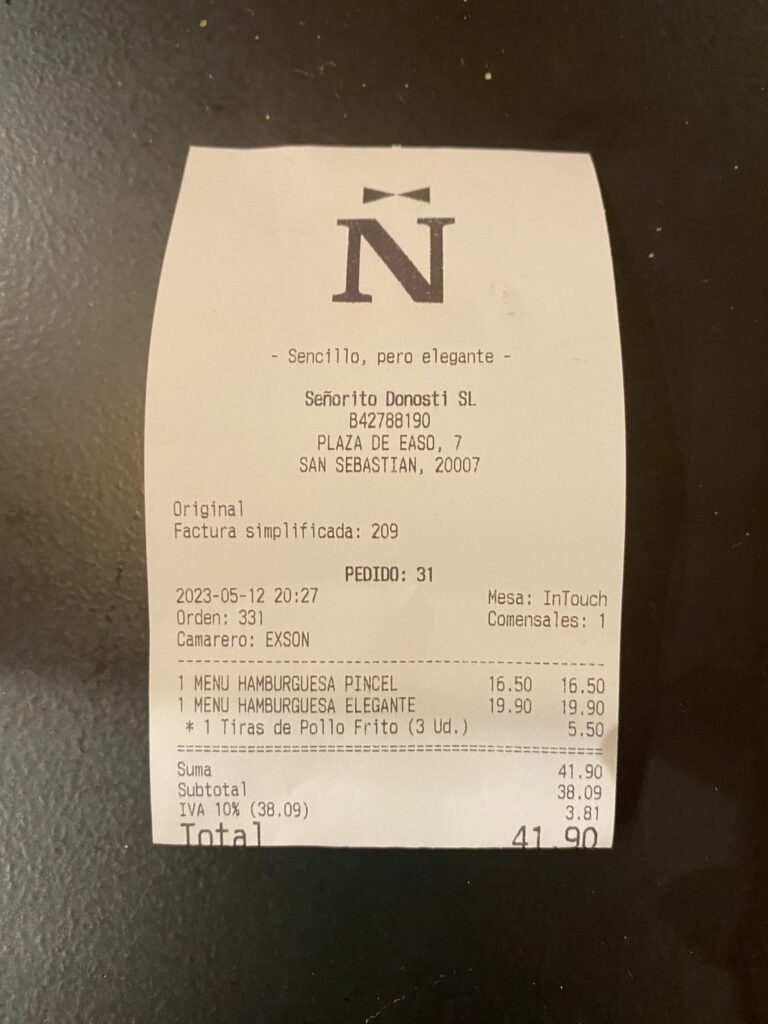 Ñ
- Sencillo, pero elegante -
Señorito Donosti SL
B42788190
PLAZA DE EASO, 7
SAN SEBASTIAN, 20007
Original
Factura simplificada: 209
PEDIDO: 31
2023-05-12 20:27 Mesa: InTouch
Orden: 331 Comensales: 1
Camarero: EXSON
1 MENU HAMBURGUESA PINCEL 16.50 16.50
1 MENU HAMBURGUESA ELEGANTE 19.90 19.90
* 1 Tiras de Pollo Frito (3 Ud.) 5.50
Suma 41.90
Subtotal 38.09
IVA 10% (38.09) 3.81
Total 41.90